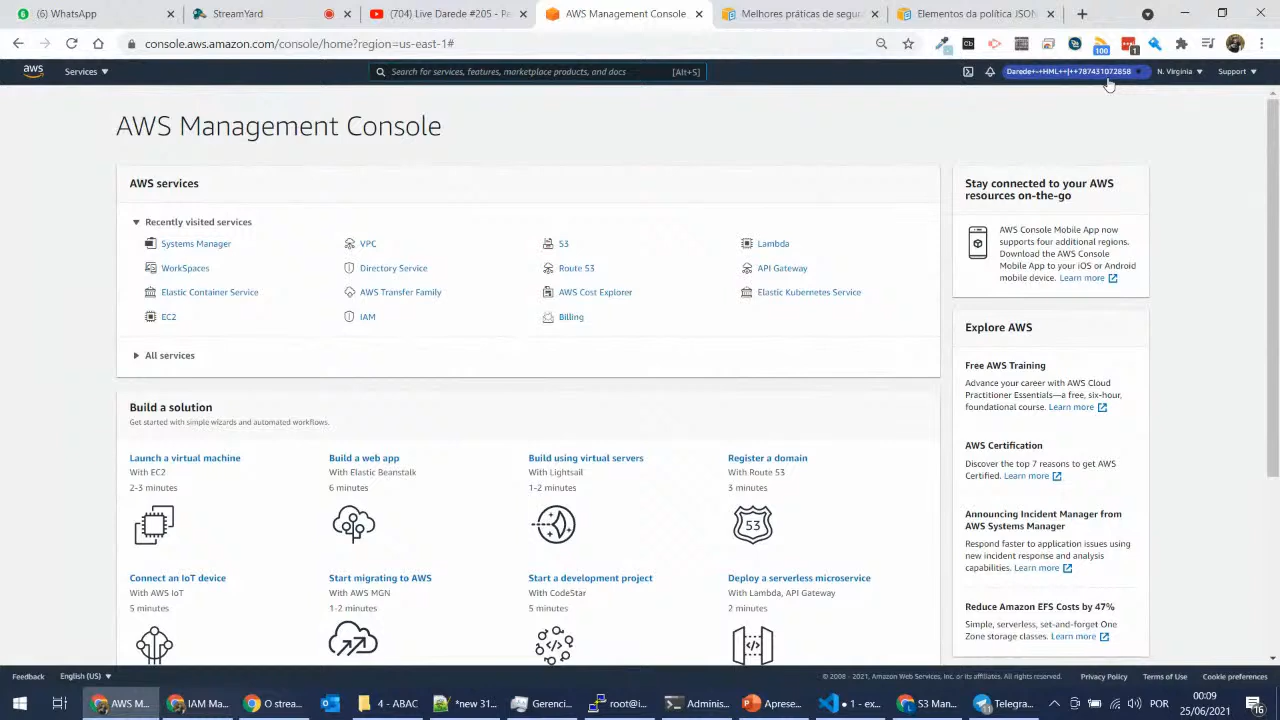 (6) WhatsApp
StreamYard
(704) Live Darede #205 - R
AWS Management Console
Melhores práticas de segura
Elementos da política JSON
console.aws.amazon
/console/home?region=us-east-1#
100
1
aws
Services
Search for services, features, marketplace products, and docs
[Alt+S]
Darede+-+HML++|++787431072858
N. Virginia
Support
AWS Management Console
AWS services
Recently visited services
Systems Manager
VPC
S3
Lambda
WorkSpaces
Directory Service
Route 53
API Gateway
Elastic Container Service
AWS Transfer Family
AWS Cost Explorer
Elastic Kubernetes Service
EC2
IAM
Billing
All services
Build a solution
Get started with simple wizards and automated workflows.
Launch a virtual machine
With EC2
2-3 minutes
Build a web app
With Elastic Beanstalk
6 minutes
Build using virtual servers
With Lightsail
1-2 minutes
Register a domain
With Route 53
3 minutes
53
Connect an IoT device
With AWS IoT
5 minutes
Start migrating to AWS
With AWS MGN
1-2 minutes
Start a development project
With CodeStar
5 minutes
Deploy a serverless microservice
With Lambda, API Gateway
2 minutes
Stay connected to your AWS
resources on-the-go
AWS Console Mobile App now
supports four additional regions.
Download the AWS Console
Mobile App to your iOS or Android
mobile device. Learn more
Explore AWS
Free AWS Training
Advance your career with AWS Cloud
Practitioner Essentials—a free, six-hour,
foundational course. Learn more
AWS Certification
Discover the top 7 reasons to get AWS
Certified. Learn more
Announcing Incident Manager from
AWS Systems Manager
Respond faster to application issues using
new incident response and analysis
capabilities. Learn more
Reduce Amazon EFS Costs by 47%
Simple, serverless, set-and-forget One
Zone storage classes. Learn more
Feedback
English (US)
© 2008 - 2021, Amazon Web Services, Inc. or its affiliates. All rights reserved.
Privacy Policy
Terms of Use
Cookie preferences
AWS M...
IAM Ma...
O strea...
4 - ABAC
*new 31...
Gerenci...
root@i...
Adminis...
Aprese...
1 - ex...
S3 Man...
Telegra...
POR
00:09
25/06/2021
16